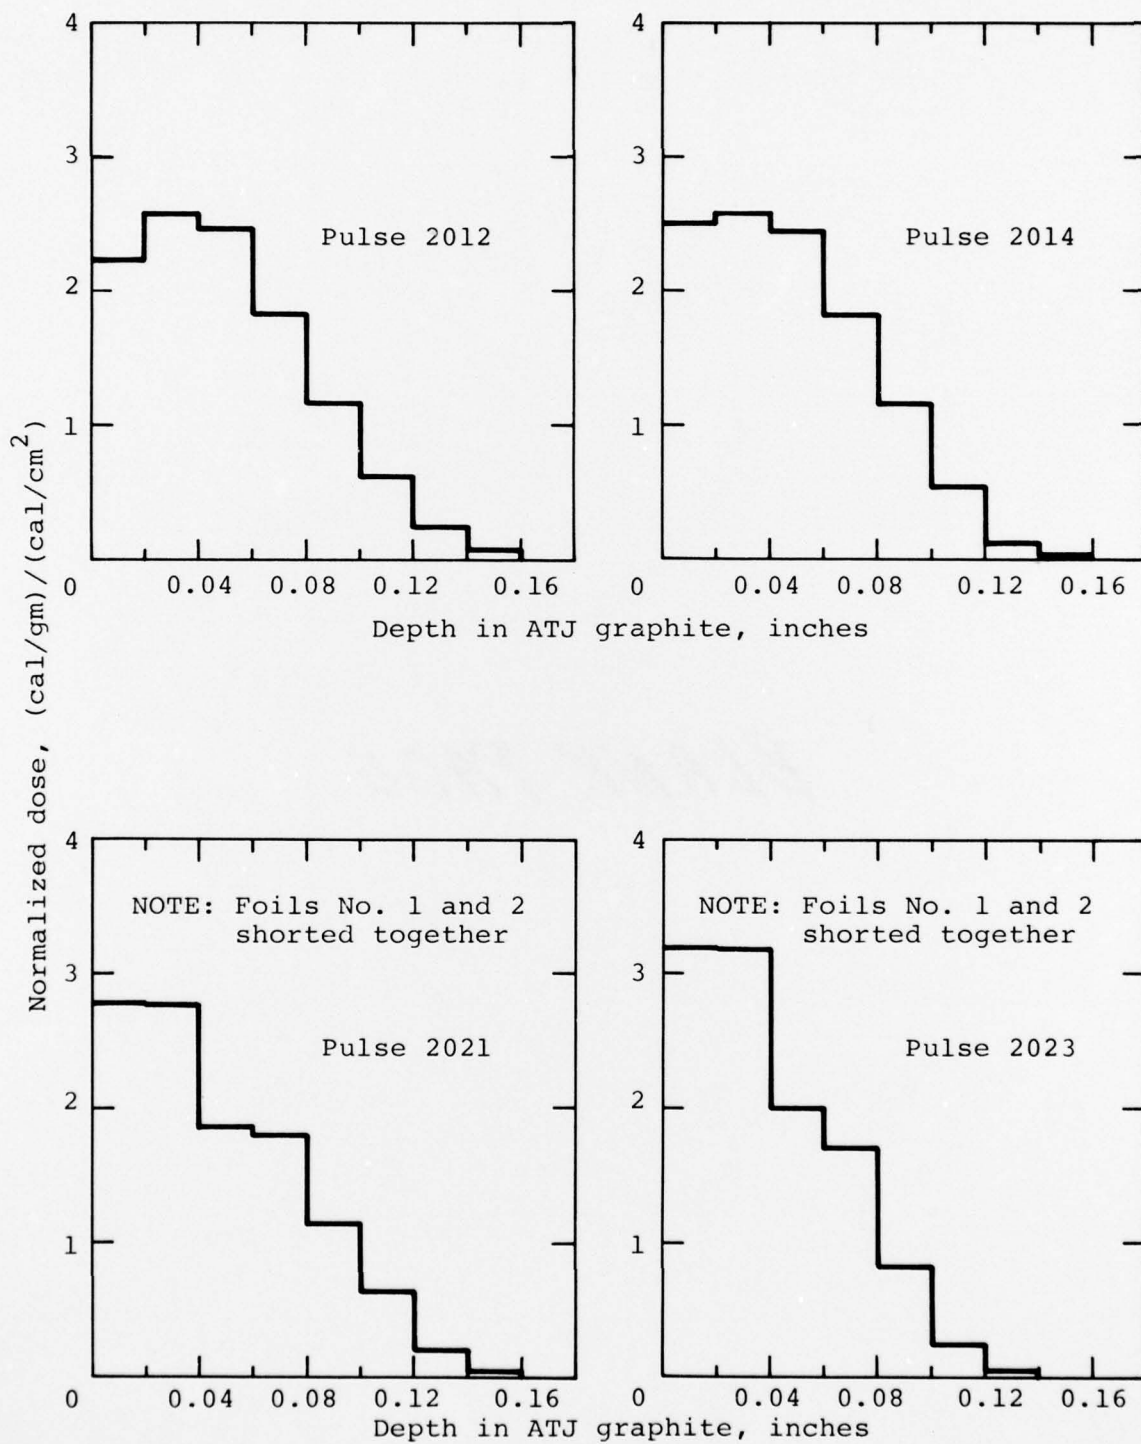 Normalized dose, (cal/gm)/(cal/cm²)
4
3
2
1
0
Pulse 2012
0.04 0.08 0.12 0.16
4
3
2
1
0
Pulse 2014
0.04 0.08 0.12 0.16
Depth in ATJ graphite, inches
4
3
2
1
0
NOTE: Foils No. 1 and 2
shorted together
Pulse 2021
0.04 0.08 0.12 0.16
4
3
2
1
0
NOTE: Foils No. 1 and 2
shorted together
Pulse 2023
0.04 0.08 0.12 0.16
Depth in ATJ graphite, inches